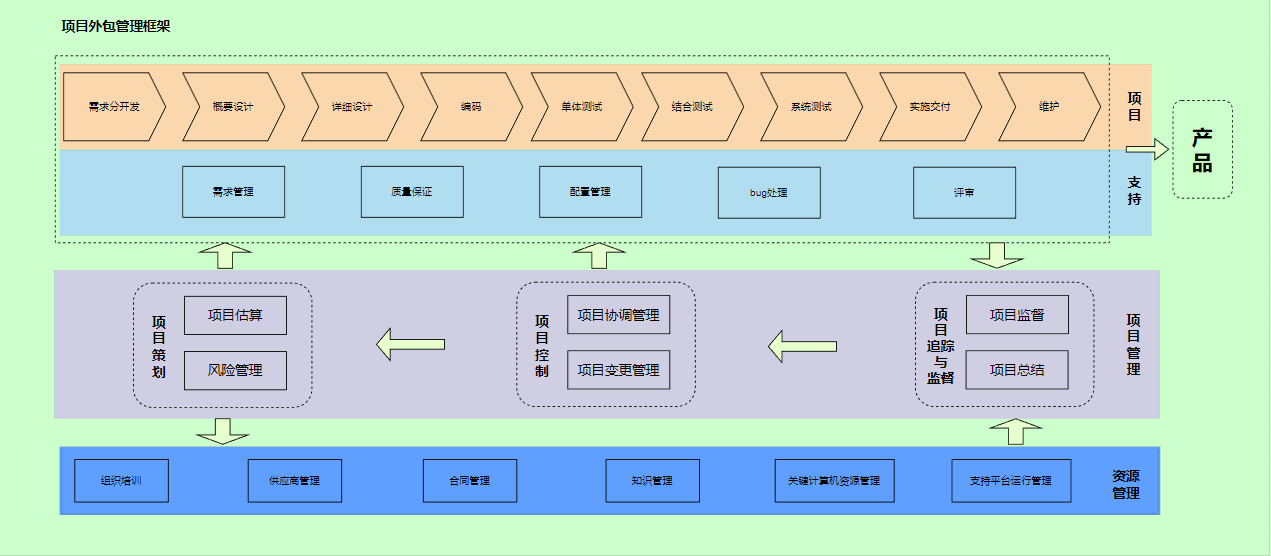 项目外包管理框架
需求分开发
概要设计
详细设计
编码
单体测试
结合测试
系统测试
实施交付
维护
项
目
产
品
需求管理
质量保证
配置管理
bug处理
评审
支
持
项
目
策
划
项目估算
风险管理
项
目
控
制
项目协调管理
项目变更管理
项
目
追踪
与
监督
项目监督
项目总结
项
目
管
理
组织培训
供应商管理
合同管理
知识管理
关键计算机资源管理
支持平台运行管理
资源
管理